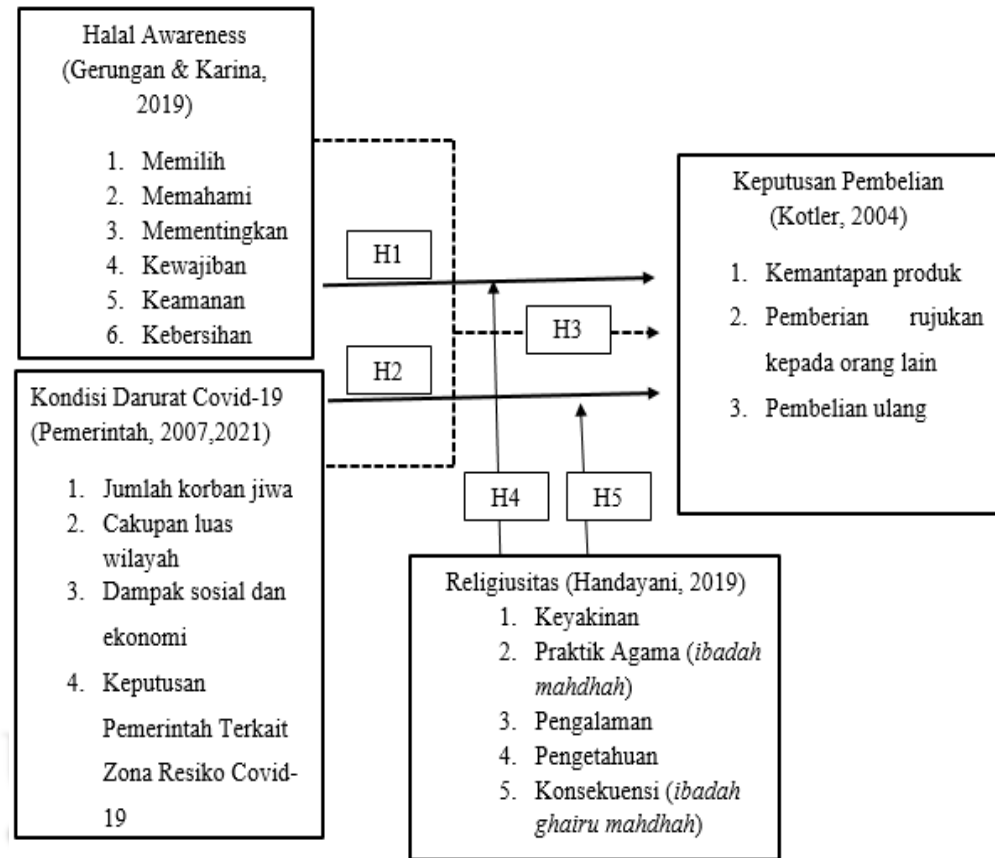 Halal Awareness
(Gerungan & Karina,
2019)
1. Memilih
2. Memahami
3. Mementingkan
4. Kewajiban
5. Keamanan
6. Kebersihan
Kondisi Darurat Covid-19
(Pemerintah, 2007,2021)
1. Jumlah korban jiwa
2. Cakupan luas
wilayah
3. Dampak sosial dan
ekonomi
4. Keputusan
Pemerintah Terkait
Zona Resiko Covid-
19
H1
H2
H3
H4
H5
Keputusan Pembelian
(Kotler, 2004)
1. Kemantapan produk
2. Pemberian rujukan
kepada orang lain
3. Pembelian ulang
Religiusitas (Handayani, 2019)
1. Keyakinan
2. Praktik Agama (ibadah
mahdhah)
3. Pengalaman
4. Pengetahuan
5. Konsekuensi (ibadah
ghairu mahdhah)